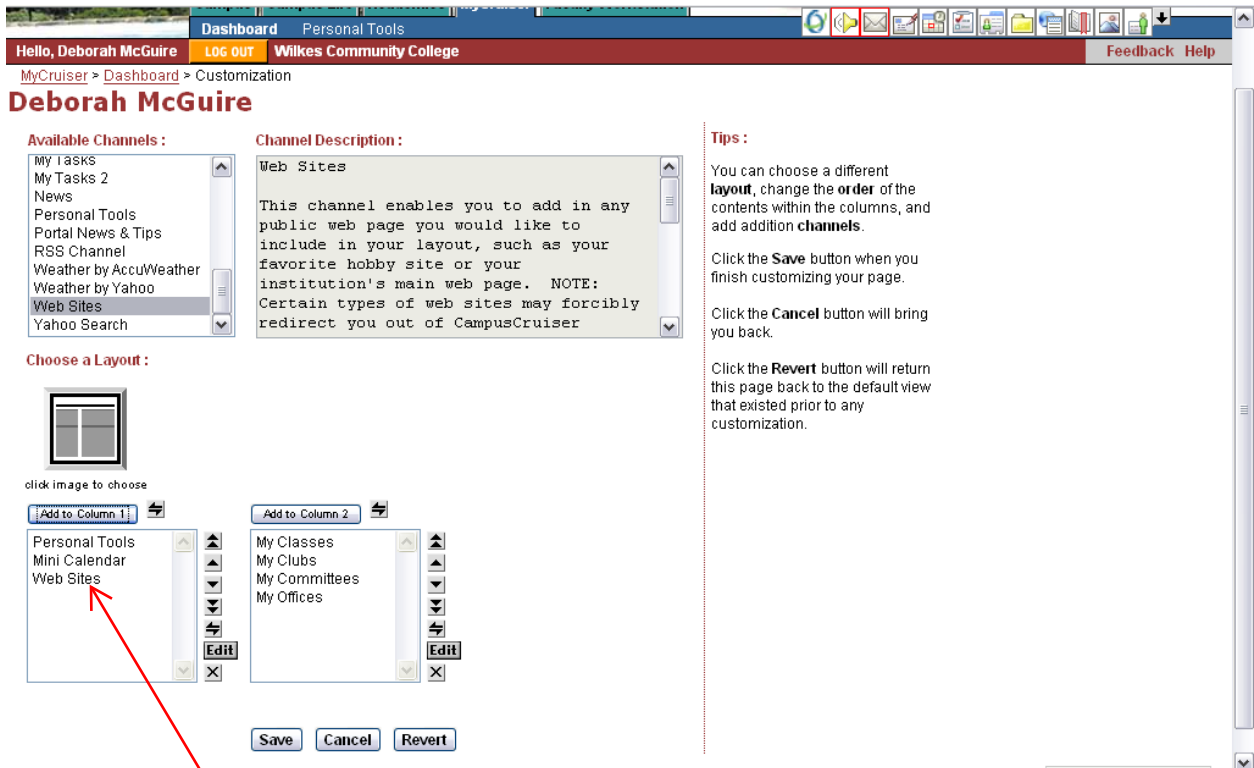 Dashboard Personal Tools
Hello, Deborah McGuire LOG OUT Wilkes Community College Feedback Help
MyCruiser > Dashboard > Customization
Deborah McGuire
Available Channels :
My Tasks
My Tasks 2
News
Personal Tools
Portal News & Tips
RSS Channel
Weather by AccuWeather
Weather by Yahoo
Web Sites
Yahoo Search
Channel Description :
Web Sites
This channel enables you to add in any
public web page you would like to
include in your layout, such as your
favorite hobby site or your
institution's main web page. NOTE:
Certain types of web sites may forcibly
redirect you out of CampusCruiser
Tips :
You can choose a different
layout, change the order of the
contents within the columns, and
add addition channels.
Click the Save button when you
finish customizing your page.
Click the Cancel button will bring
you back.
Click the Revert button will return
this page back to the default view
that existed prior to any
customization.
Choose a Layout :
click image to choose
Add to Column 1
Personal Tools
Mini Calendar
Web Sites
Edit
Add to Column 2
My Classes
My Clubs
My Committees
My Offices
Edit
Save Cancel Revert